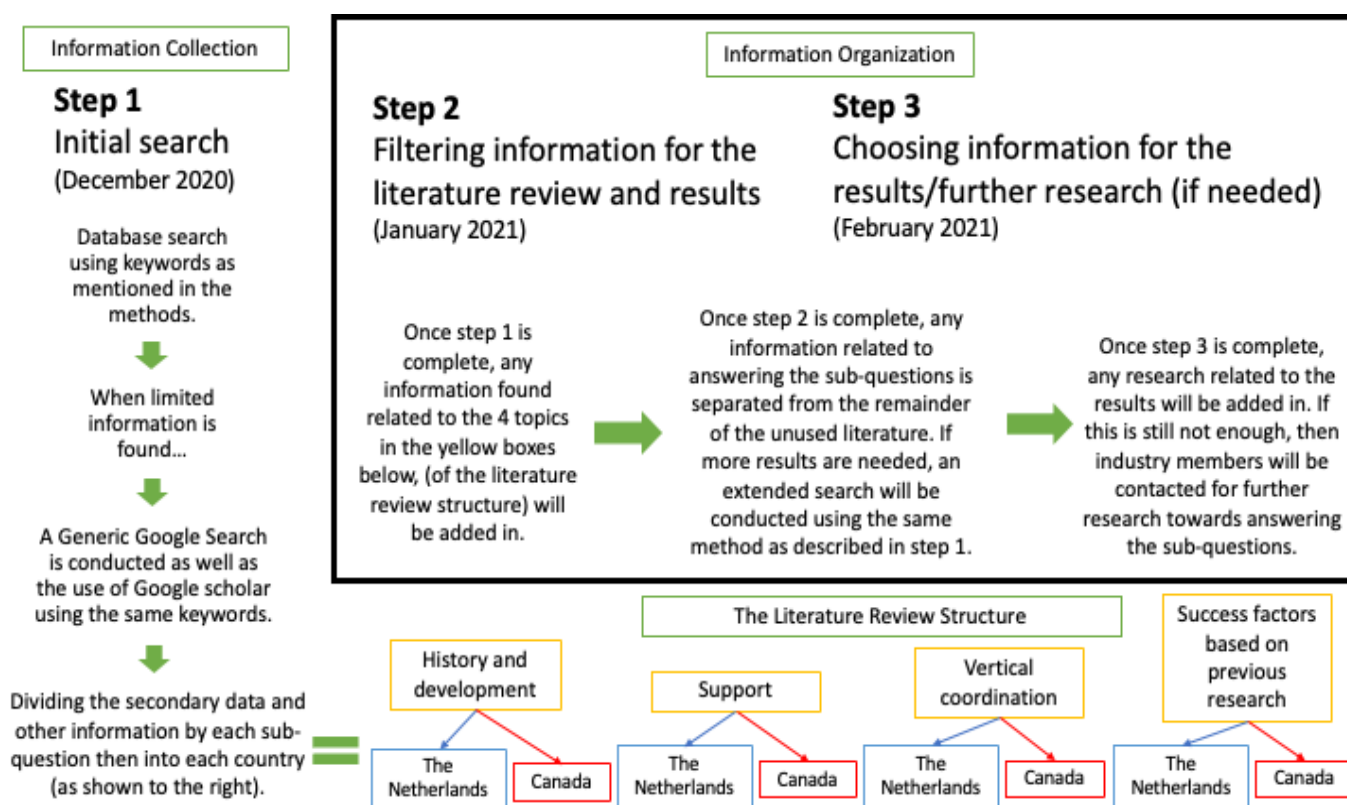 Information Collection
Step 1
Initial search
(December 2020)
Database search
using keywords as
mentioned in the
methods.
When limited
information is
found...
A Generic Google Search
is conducted as well as
the use of Google scholar
using the same keywords.
Dividing the secondary data and
other information by each sub-
question then into each country
(as shown to the right).
Information Organization
Step 2
Filtering information for the
literature review and results
(January 2021)
Step 3
Choosing information for the
results/further research (if needed)
(February 2021)
Once step 1 is
complete, any
information found
related to the 4 topics
in the yellow boxes
below, (of the literature
review structure) will
be added in.
Once step 2 is complete, any
information related to
answering the sub-questions is
separated from the remainder
of the unused literature. If
more results are needed, an
extended search will be
conducted using the same
method as described in step 1.
Once step 3 is complete,
any research related to the
results will be added in. If
this is still not enough, then
industry members will be
contacted for further
research towards answering
the sub-questions.
The Literature Review Structure
History and
development
The
Netherlands
Canada
Support
The
Netherlands
Canada
Vertical
coordination
The
Netherlands
Canada
Success factors
based on
previous
research
The
Netherlands
Canada